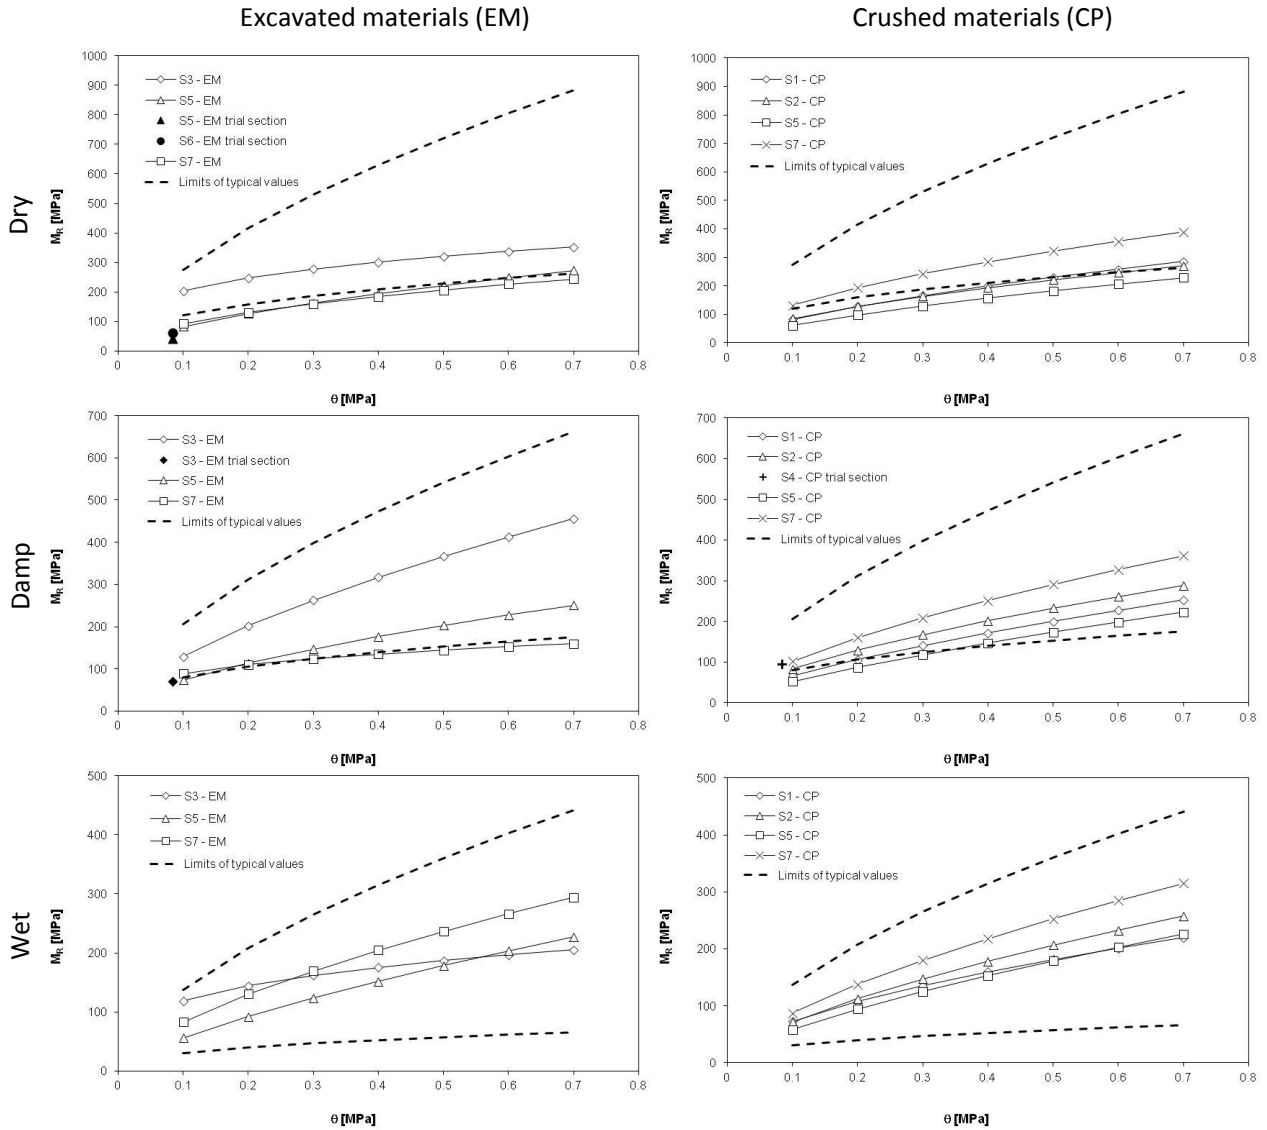 Excavated materials (EM)
Crushed materials (CP)
Dry
1000
900
800
700
600
500
400
300
200
100
0
M_R [MPa]
S3 - EM
S5 - EM
S5 - EM trial section
S6 - EM trial section
S7 - EM
Limits of typical values
0 0.1 0.2 0.3 0.4 0.5 0.6 0.7 0.8
θ [MPa]
1000
900
800
700
600
500
400
300
200
100
0
M_R [MPa]
S1 - CP
S2 - CP
S5 - CP
S7 - CP
Limits of typical values
0 0.1 0.2 0.3 0.4 0.5 0.6 0.7 0.8
θ [MPa]
Damp
700
600
500
400
300
200
100
0
M_R [MPa]
S3 - EM
S3 - EM trial section
S5 - EM
S7 - EM
Limits of typical values
0 0.1 0.2 0.3 0.4 0.5 0.6 0.7 0.8
θ [MPa]
700
600
500
400
300
200
100
0
M_R [MPa]
S1 - CP
S2 - CP
S4 - CP trial section
S5 - CP
S7 - CP
Limits of typical values
0 0.1 0.2 0.3 0.4 0.5 0.6 0.7 0.8
θ [MPa]
Wet
500
400
300
200
100
0
M_R [MPa]
S3 - EM
S5 - EM
S7 - EM
Limits of typical values
0 0.1 0.2 0.3 0.4 0.5 0.6 0.7 0.8
θ [MPa]
500
400
300
200
100
0
M_R [MPa]
S1 - CP
S2 - CP
S5 - CP
S7 - CP
Limits of typical values
0 0.1 0.2 0.3 0.4 0.5 0.6 0.7 0.8
θ [MPa]